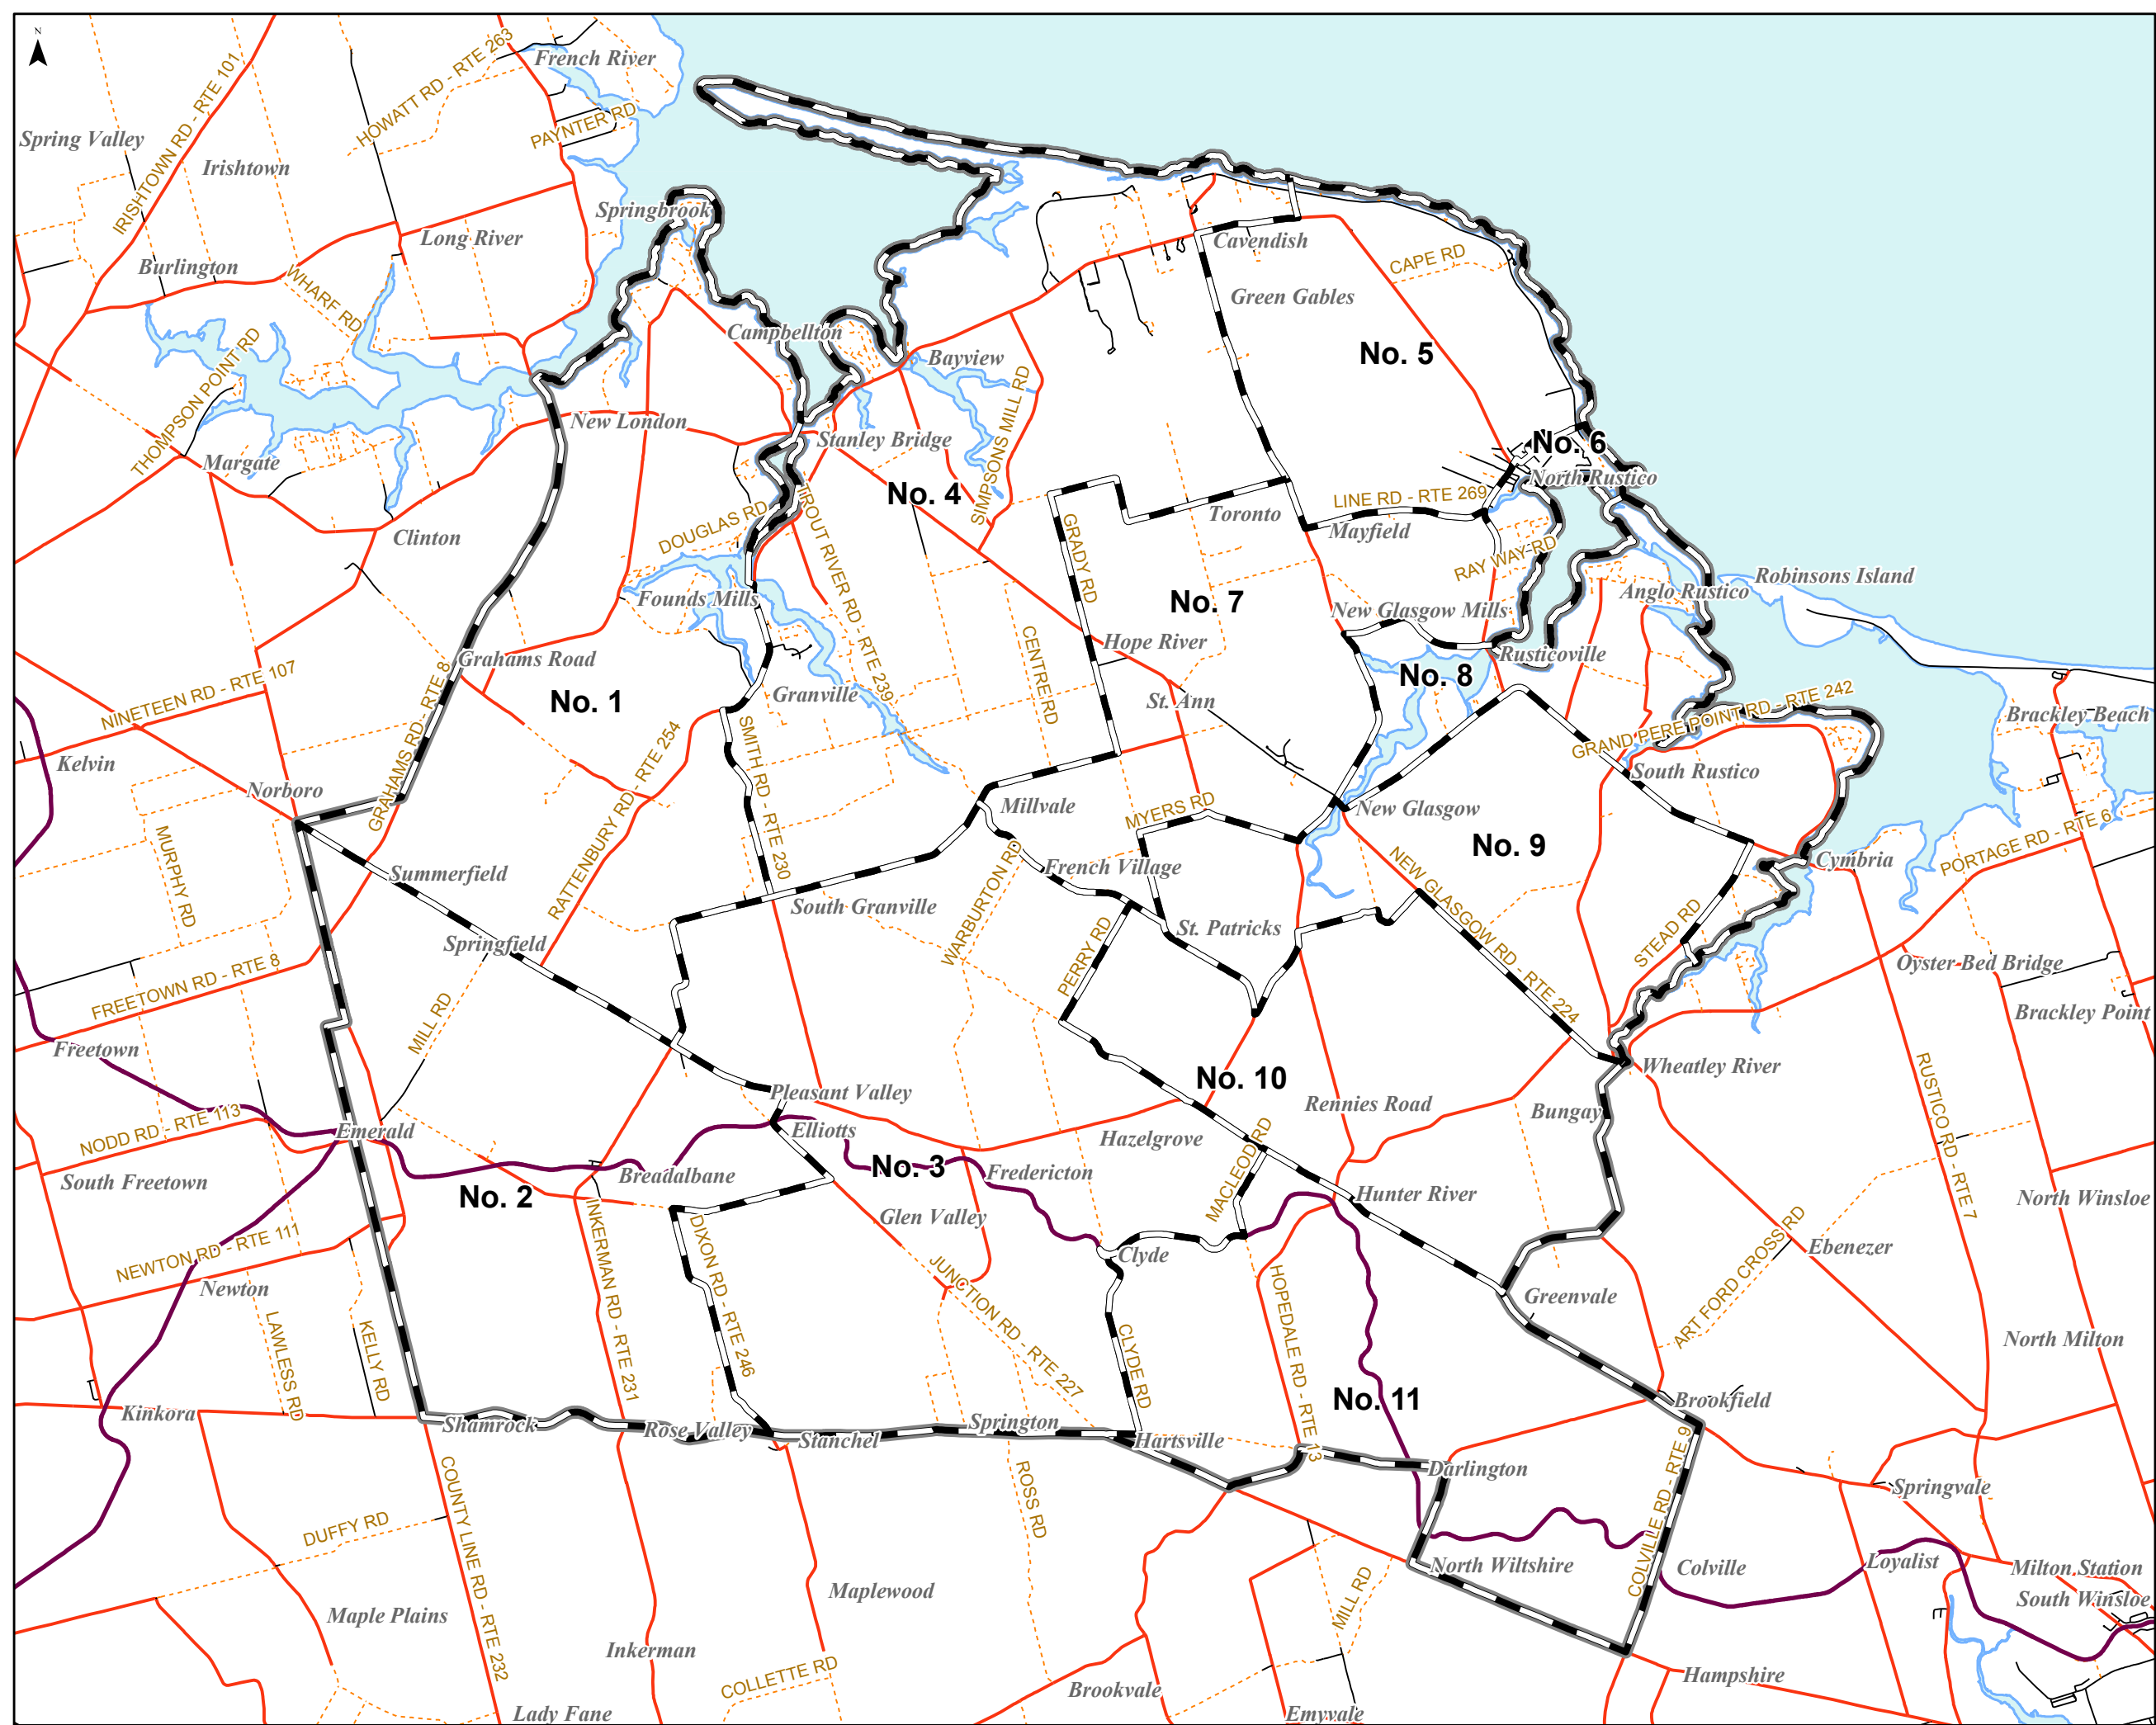 N
French River
HOWATT RD - RTE 263
IRISHTOWN RD - RTE 101
PAYNTER RD
Spring Valley
Irishtown
Springbrook
Long River
Cavendish
Burlington
WHARF RD
CAPE RD
Green Gables
Campbellton
THOMPSON POINT RD
Bayview
No. 5
SIMPSONS MILL RD
New London
Stanley Bridge
No. 6
Margate
North Rustico
No. 4
LINE RD - RTE 269
Toronto
Mayfield
DOUGLAS RD
TROUT RIVER RD - RTE 239
Clinton
GRADY RD
RAY WAY RD
Robinsons Island
Anglo Rustico
Founds Mills
No. 7
New Glasgow Mills
Hope River
CENTRE RD
Rusticoville
Grahams Road
GRAHAMS RD - RTE 8
NINETEEN RD - RTE 107
No. 8
No. 1
Granville
St. Ann
GRAND PERE POINT RD - RTE 242
Brackley Beach
SMITH RD - RTE 230
RATTENBURY RD - RTE 254
Kelvin
South Rustico
Norboro
Millvale
MYERS RD
New Glasgow
MURPHY RD
No. 9
PORTAGE RD - RTE 6
Cymbria
French Village
Summerfield
WARBURTON RD
NEW GLASGOW RD - RTE 224
South Granville
STEAD RD
St. Patricks
PERRY RD
Springfield
Oyster Bed Bridge
FREETOWN RD - RTE 8
Brackley Point
MILL RD
Freetown
Wheatley River
No. 10
RUSTICO RD - RTE 7
Pleasant Valley
Rennies Road
Bungay
NODD RD - RTE 113
Emerald
Elliotts
Hazelgrove
MACLEOD RD
No. 3
Fredericton
Breadalbane
South Freetown
No. 2
Hunter River
North Winsloe
Glen Valley
INKERMAN RD - RTE 231
DIXON RD - RTE 246
NEWTON RD - RTE 111
Clyde
Ebenezer
ART FORD CROSS RD
JUNCTION RD - RTE 227
HOPEDALE RD - RTE 13
Newton
Greenvale
LAWLESS RD
KELLY RD
CLYDE RD
North Milton
No. 11
Brookfield
Kinkora
Shamrock
Rose Valley
Stanchel
Springton
Hartsville
Darlington
COLVILLE RD - RTE 9
COUNTY LINE RD - RTE 232
ROSS RD
Springvale
DUFFY RD
North Wiltshire
Colville
Loyalist
Milton Station
MILL RD
Maplewood
South Winsloe
Maple Plains
Inkerman
COLLETTE RD
Hampshire
Brookvale
Lady Fane
Emyvale